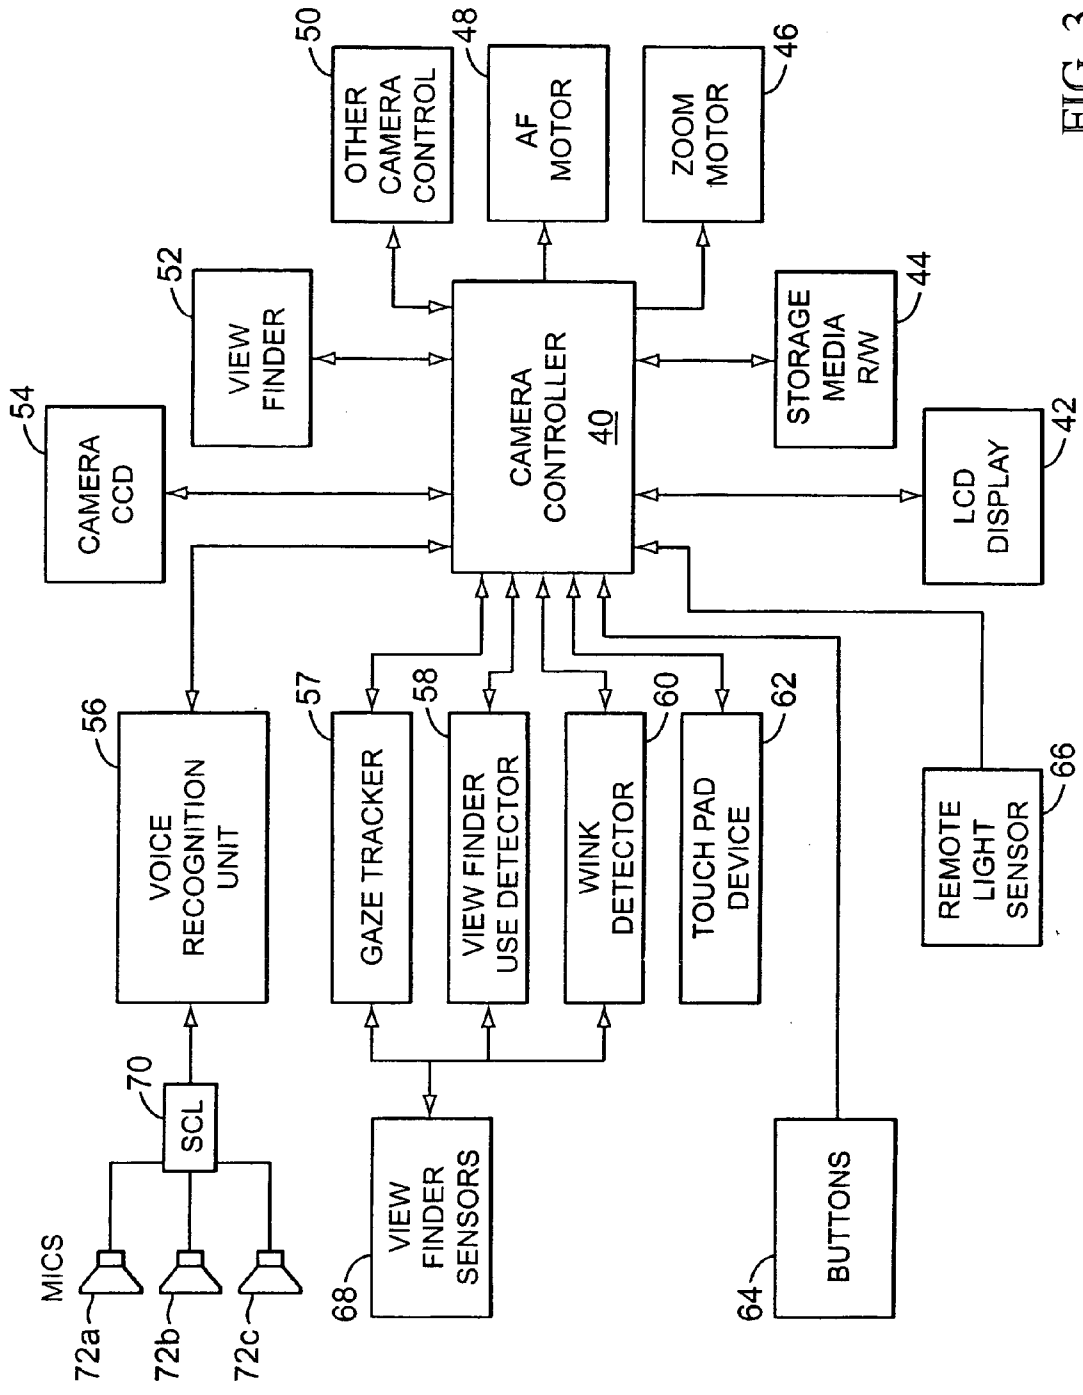 MICS
72a
72b
72c
70
SCL
56
VOICE
RECOGNITION
UNIT
54
CAMERA
CCD
52
VIEW
FINDER
50
OTHER
CAMERA
CONTROL
48
AF
MOTOR
46
ZOOM
MOTOR
CAMERA
CONTROLLER
40
57
GAZE TRACKER
58
VIEW FINDER
USE DETECTOR
60
WINK
DETECTOR
62
TOUCH PAD
DEVICE
68
VIEW
FINDER
SENSORS
64
BUTTONS
66
REMOTE
LIGHT
SENSOR
42
LCD
DISPLAY
44
STORAGE
MEDIA
R/W
FIG. 3